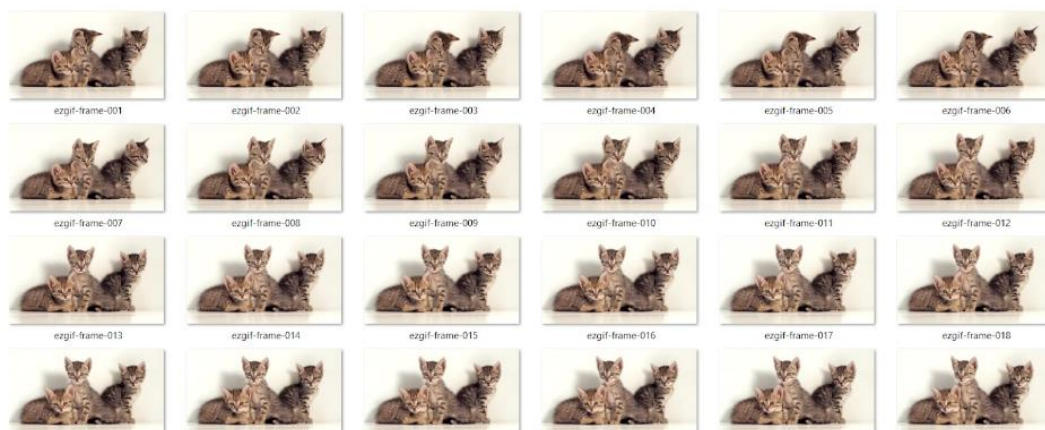 ezgif-frame-001 ezgif-frame-002 ezgif-frame-003 ezgif-frame-004 ezgif-frame-005 ezgif-frame-006
ezgif-frame-007 ezgif-frame-008 ezgif-frame-009 ezgif-frame-010 ezgif-frame-011 ezgif-frame-012
ezgif-frame-013 ezgif-frame-014 ezgif-frame-015 ezgif-frame-016 ezgif-frame-017 ezgif-frame-018